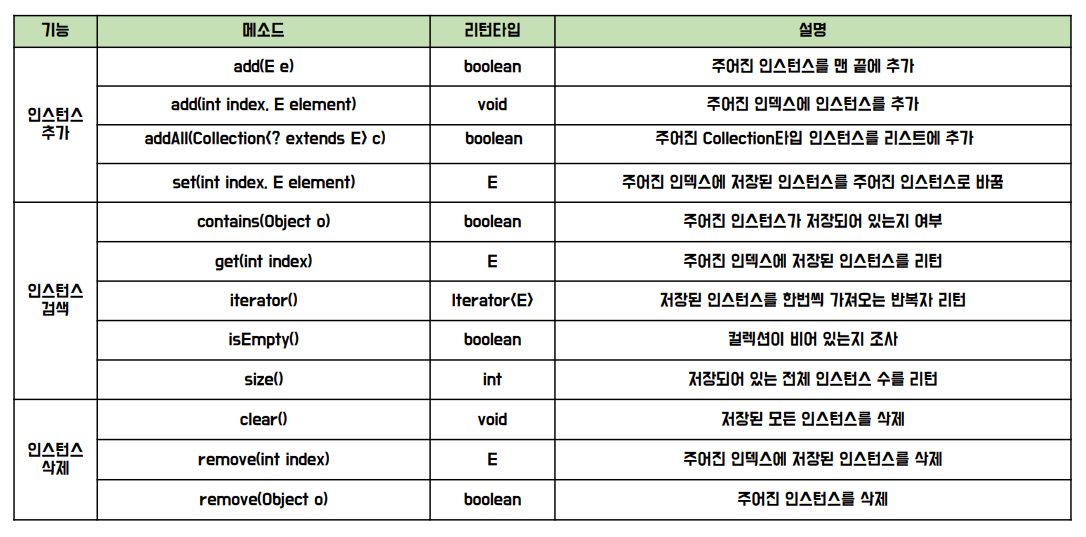 기능 메소드 리턴타입 설명
인스턴스
추가
add(E e) boolean 주어진 인스턴스를 맨 끝에 추가
add(int index, E element) void 주어진 인덱스에 인스턴스를 추가
addAll(Collection<? extends E> c) boolean 주어진 Collection타입 인스턴스를 리스트에 추가
set(int index, E element) E 주어진 인덱스에 저장된 인스턴스를 주어진 인스턴스로 바꿈
인스턴스
검색
contains(Object o) boolean 주어진 인스턴스가 저장되어 있는지 여부
get(int index) E 주어진 인덱스에 저장된 인스턴스를 리턴
iterator() Iterator<E> 저장된 인스턴스를 한번씩 가져오는 반복자 리턴
isEmpty() boolean 컬렉션이 비어 있는지 조사
size() int 저장되어 있는 전체 인스턴스 수를 리턴
인스턴스
삭제
clear() void 저장된 모든 인스턴스를 삭제
remove(int index) E 주어진 인덱스에 저장된 인스턴스를 삭제
remove(Object o) boolean 주어진 인스턴스를 삭제